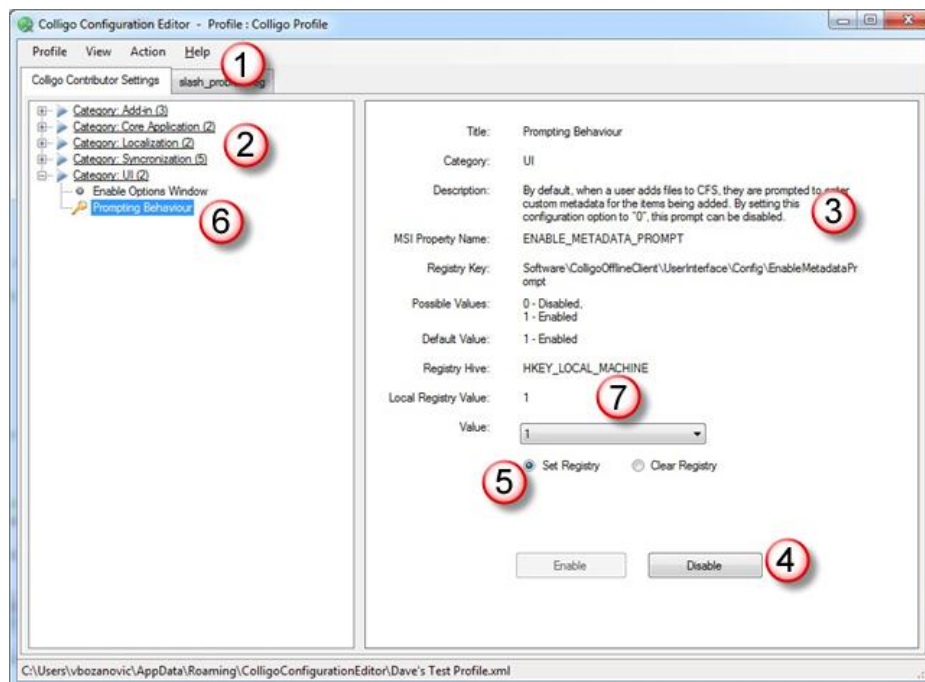 Colligo Configuration Editor - Profile : Colligo Profile
Profile View Action Help
1
Colligo Contributor Settings
Category: Add-in (3)
Category: Core Application (2)
Category: Localization (2)
Category: Syncronization (5)
Category: UI (2)
Enable Options Window
Prompting Behaviour
2
6
Title: Prompting Behaviour
Category: UI
Description: By default, when a user adds files to CFS, they are prompted to enter
custom metadata for the items being added. By setting this
configuration option to "0", this prompt can be disabled.
3
MSI Property Name: ENABLE_METADATA_PROMPT
Registry Key: Software\ColligoOfflineClient\UserInterface\Config\EnableMetadataPr
ompt
Possible Values: 0 - Disabled,
1 - Enabled
Default Value: 1 - Enabled
Registry Hive: HKEY_LOCAL_MACHINE
Local Registry Value: 1
7
Value: 1
5
Set Registry Clear Registry
Enable Disable
4
C:\Users\vbozanovic\AppData\Roaming\ColligoConfigurationEditor\Dave's Test Profile.xml